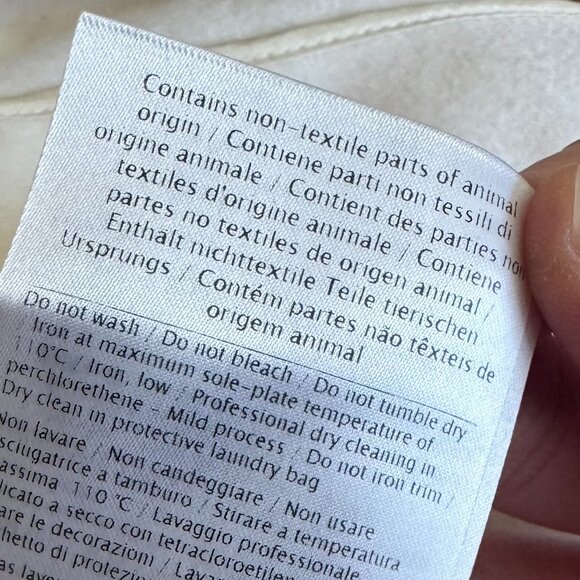 Contains non-textile parts of animal
origin / Contiene parti non tessili di
origine animale / Contient des parties non
textiles d'origine animale / Contiene
partes no textiles de origen animal /
Enthält nichttextile Teile tierischen
Ursprungs / Contém partes não têxteis de
origem animal
Do not wash / Do not bleach / Do not tumble dry
/ Iron at maximum sole-plate temperature of
110°C / Iron, low / Professional dry cleaning in
perchlorethene - Mild process / Do not iron trim /
Dry clean in protective laundry bag
Non lavare / Non candeggiare / Non usare
asciugatrice a tamburo / Stirare a temperatura
massima 110°C / Lavaggio professionale
a secco con tetracloroetilene
le decorazioni /
di